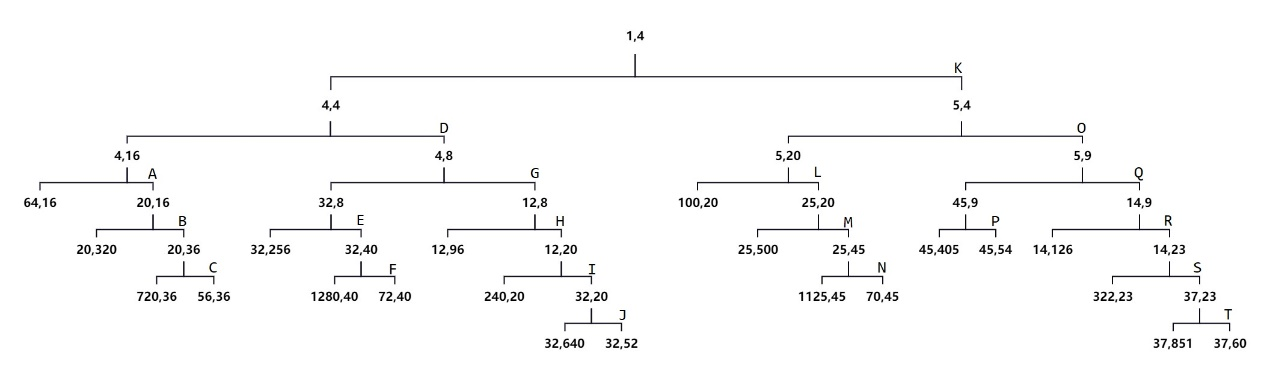 1,4
K
4,4 5,4
D O
4,16 4,8 5,20 5,9
A G L Q
64,16 20,16 32,8 12,8 100,20 25,20 45,9 14,9
B E H M P R
20,320 20,36 32,256 32,40 12,96 12,20 25,500 25,45 45,405 45,54 14,126 14,23
C F I N S
720,36 56,36 1280,40 72,40 240,20 32,20 1125,45 70,45 322,23 37,23
J T
32,640 32,52 37,851 37,60